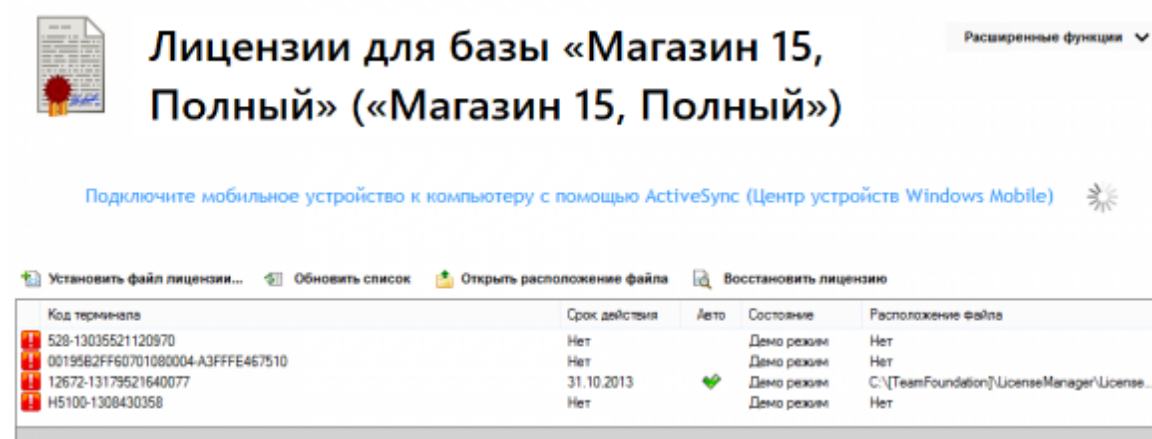 Лицензии для базы «Магазин 15,
Полный» («Магазин 15, Полный»)
Расширенные функции
Подключите мобильное устройство к компьютеру с помощью ActiveSync (Центр устройств Windows Mobile)
Установить файл лицензии... Обновить список Открыть расположение файла Восстановить лицензию
Код терминала Срок действия Авто Состояние Расположение файла
528-13035521120970 Нет Демо режим Нет
00195B2FF60701080004-A3FFFE467510 Нет Демо режим Нет
12672-13179521640077 31.10.2013 Демо режим C:\[TeamFoundation]\LicenseManager\License...
H5100-1308430358 Нет Демо режим Нет